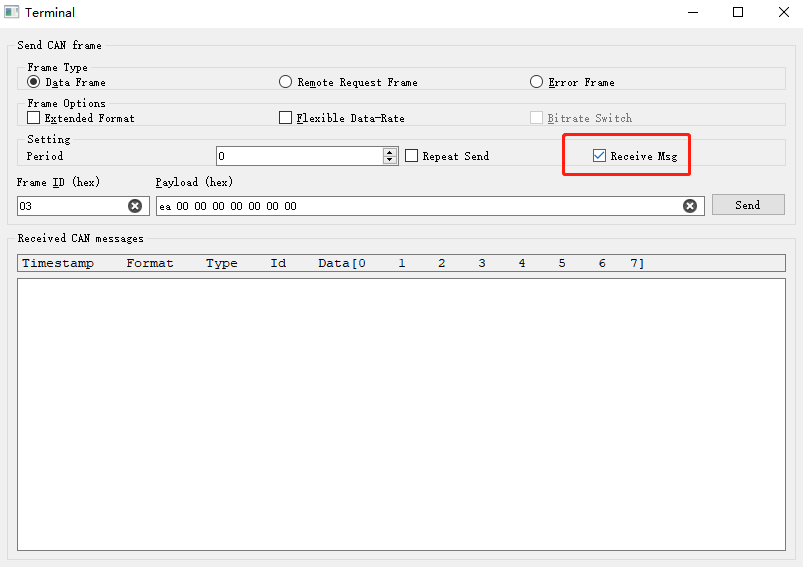 Terminal
Send CAN frame
Frame Type
Data Frame Remote Request Frame Error Frame
Frame Options
Extended Format Flexible Data-Rate Bitrate Switch
Setting
Period 0 Repeat Send Receive Msg
Frame ID (hex) Payload (hex)
03 ea 00 00 00 00 00 00 00 Send
Received CAN messages
Timestamp Format Type Id Data[0 1 2 3 4 5 6 7]